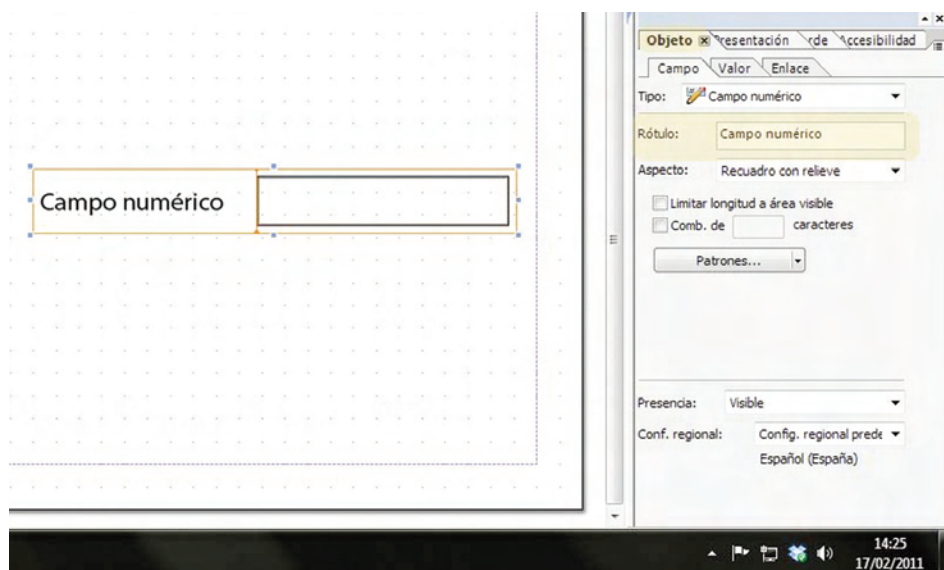 Objeto Presentación rde Accesibilidad
Campo Valor Enlace
Tipo: Campo numérico
Rótulo: Campo numérico
Aspecto: Recuadro con relieve
Limitar longitud a área visible
Comb. de caracteres
Patrones...
Campo numérico
Presencia: Visible
Conf. regional: Config. regional prede
Español (España)
14:25
17/02/2011